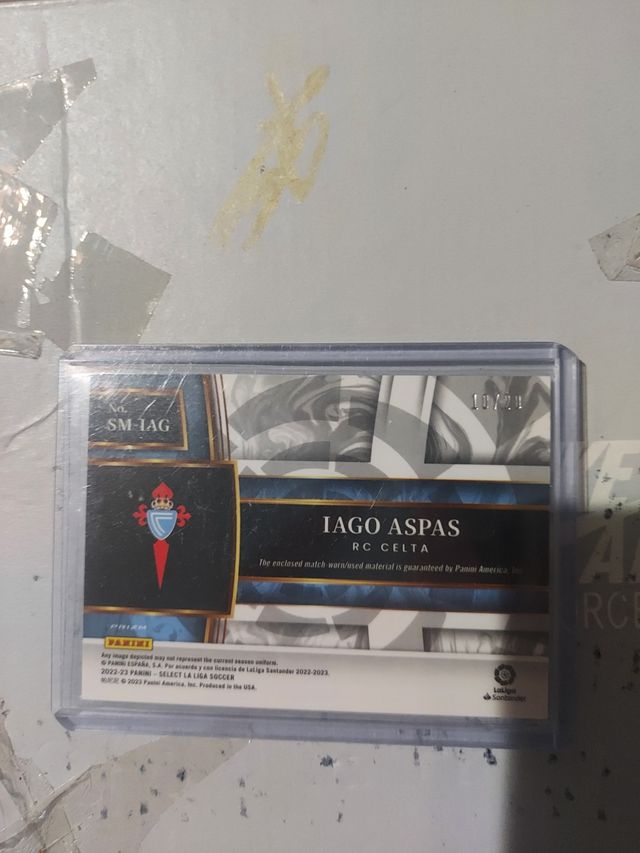 No.
SM-IAG
IAGO ASPAS
RC CELTA
The enclosed match-worn/used material is guaranteed by Panini America, Inc.
PRIZM
PANINI
Any image depicted may not represent the current season uniform.
© PANINI ESPAÑA, S.A. Por acuerdo y con licencia de LaLiga Santander 2022-2023.
2022-23 PANINI – SELECT LA LIGA SOCCER
© 2023 Panini America, Inc. Produced in the USA.
LaLiga
Santander